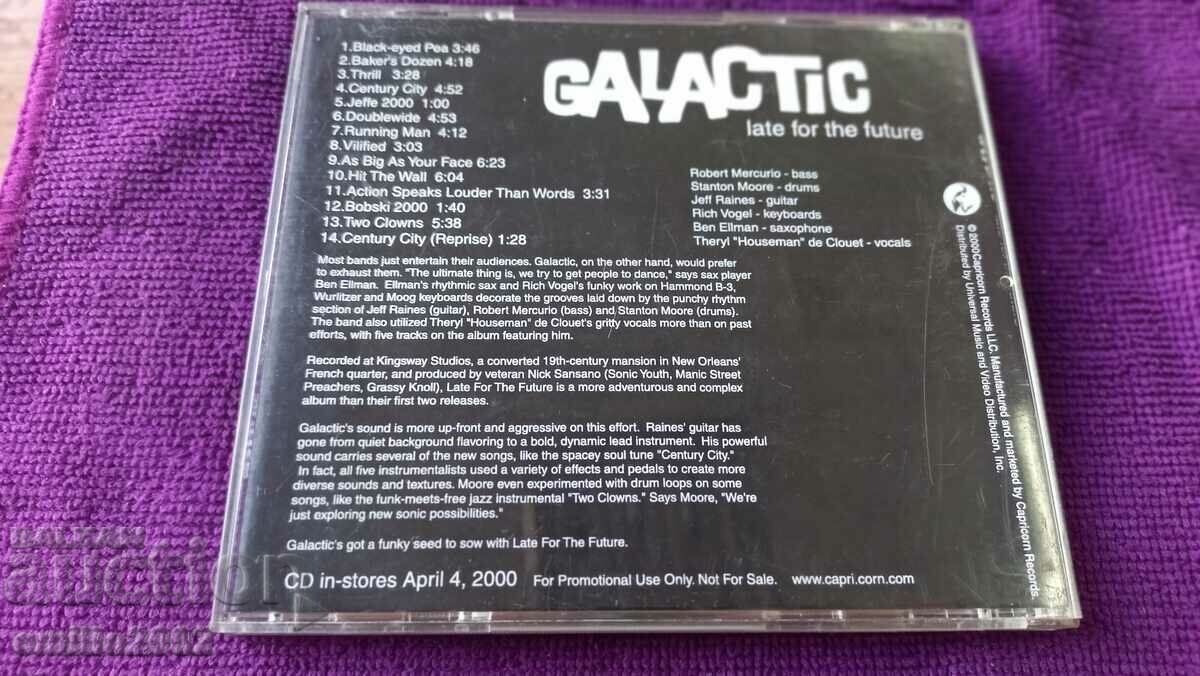 1.Black-eyed Pea 3:46
2.Baker's Dozen 4:18
3. Thrill 3:28
4.Century City 4:52
5. Jeffe 2000 1:00
6.Doublewide 4:53
7.Running Man 4:12
8. Vilified 3:03
9.As Big As Your Face 6:23
10.Hit The Wall 6:04
11.Action Speaks Louder Than Words 3:31
12.Bobski 2000 1:40
13.Two Clowns 5:38
14.Century City (Reprise) 1:28
GALACTIC
late for the future
Robert Mercurio - bass
Stanton Moore - drums
Jeff Raines - guitar
Rich Vogel - keyboards
Ben Ellman - saxophone
Theryl "Houseman" de Clouet - vocals
Most bands just entertain their audiences. Galactic, on the other hand, would prefer
to exhaust them. "The ultimate thing is, we try to get people to dance," says sax player
Ben Ellman. Ellman's rhythmic sax and Rich Vogel's funky work on Hammond B-3,
Wurlitzer and Moog keyboards decorate the grooves laid down by the punchy rhythm
section of Jeff Raines (guitar), Robert Mercurio (bass) and Stanton Moore (drums).
The band also utilized Theryl "Houseman" de Clouet's gritty vocals more than on past
efforts, with five tracks on the album featuring him.
Recorded at Kingsway Studios, a converted 19th-century mansion in New Orleans'
French quarter, and produced by veteran Nick Sansano (Sonic Youth, Manic Street
Preachers, Grassy Knoll), Late For The Future is a more adventurous and complex
album than their first two releases.
Galactic's sound is more up-front and aggressive on this effort. Raines' guitar has
gone from quiet background flavoring to a bold, dynamic lead instrument. His powerful
sound carries several of the new songs, like the spacey soul tune "Century City."
In fact, all five instrumentalists used a variety of effects and pedals to create more
diverse sounds and textures. Moore even experimented with drum loops on some
songs, like the funk-meets-free jazz instrumental "Two Clowns." Says Moore, "We're
just exploring new sonic possibilities."
Galactic's got a funky seed to sow with Late For The Future.
CD in-stores April 4, 2000 For Promotional Use Only. Not For Sale. www.capri.corn.com
© 2000 Capricorn Records LLC. Manufactured and marketed by Capricorn Records.
Distributed by Universal Music and Video Distribution, Inc.
БАЛКАН
аукцион
emilbo2002